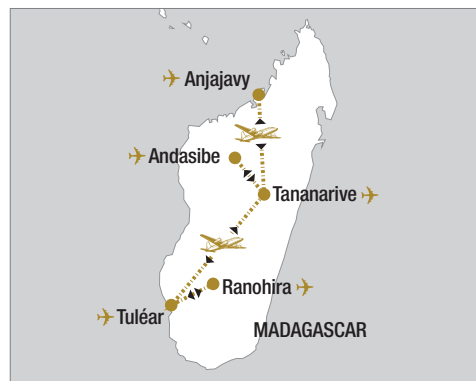 Anjajavy
Andasibe
Tananarive
Ranohira
Tuléar
MADAGASCAR